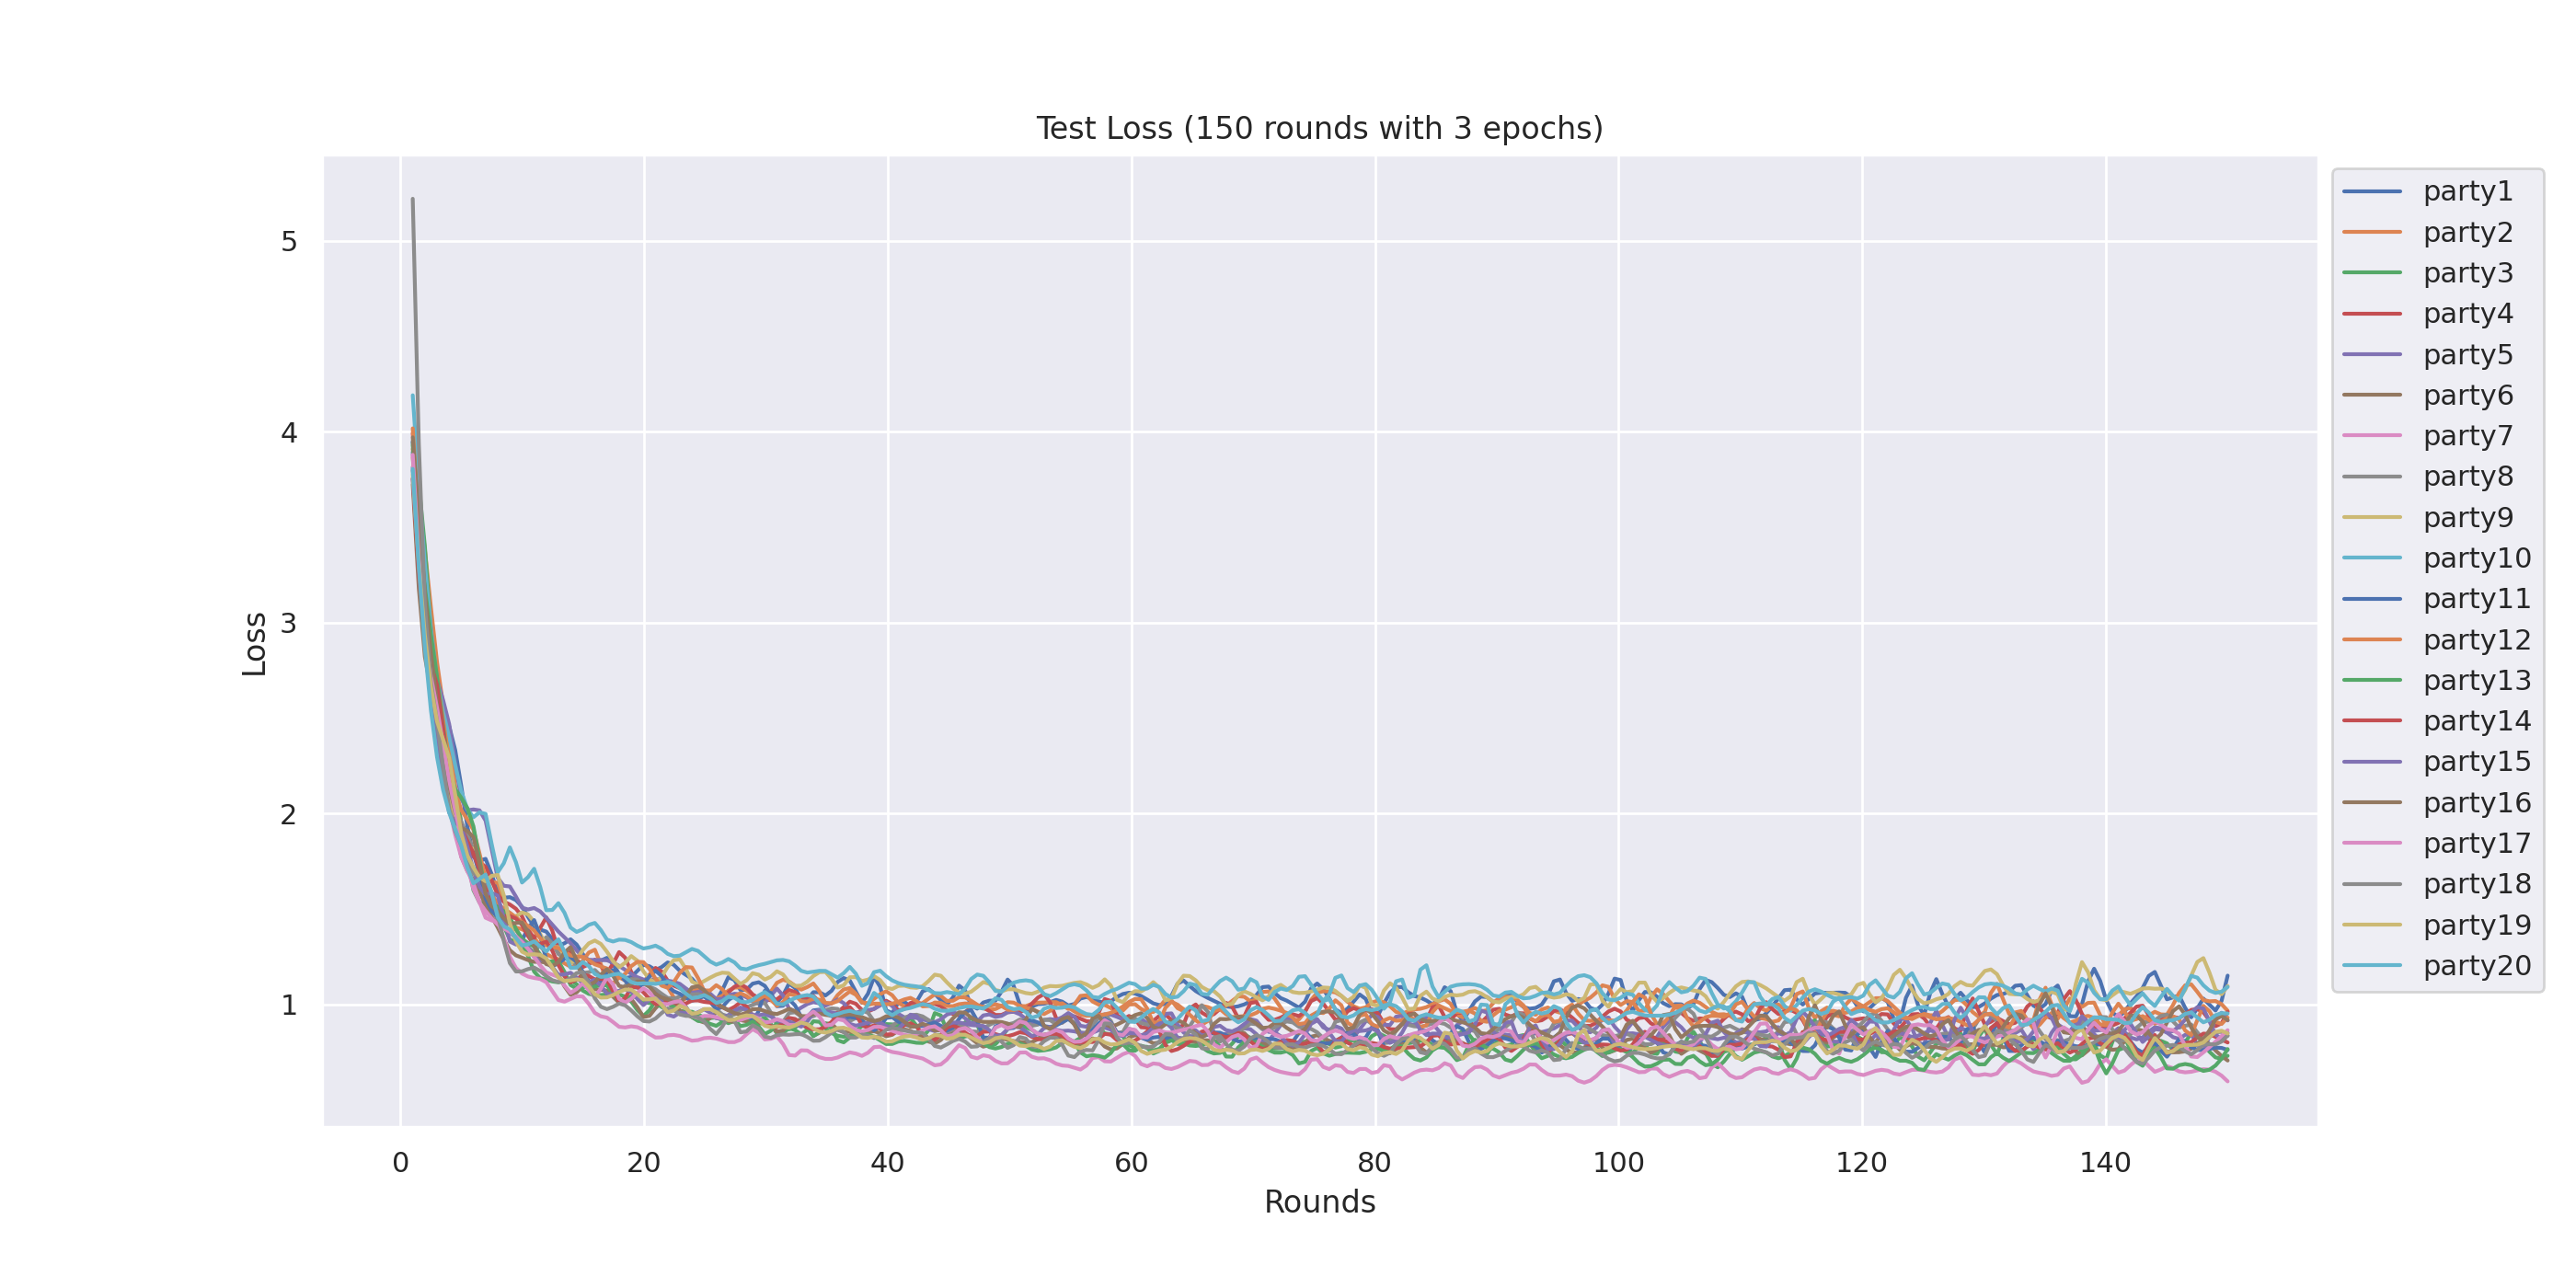 Test Loss (150 rounds with 3 epochs)
5
4
3
2
1
Loss
0 20 40 60 80 100 120 140
Rounds
party1
party2
party3
party4
party5
party6
party7
party8
party9
party10
party11
party12
party13
party14
party15
party16
party17
party18
party19
party20